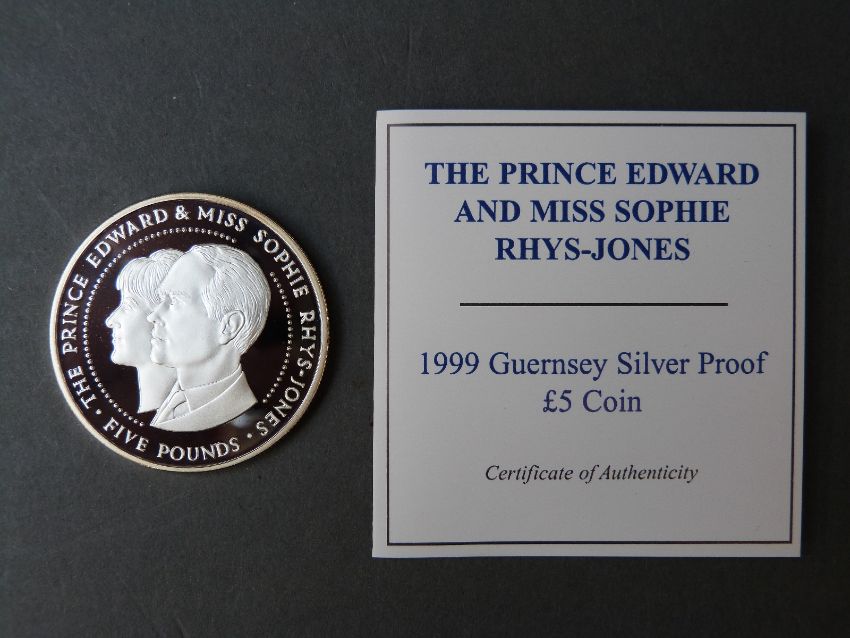 THE PRINCE EDWARD & MISS SOPHIE RHYS-JONES
· FIVE POUNDS ·
THE PRINCE EDWARD
AND MISS SOPHIE
RHYS-JONES
1999 Guernsey Silver Proof
£5 Coin
Certificate of Authenticity